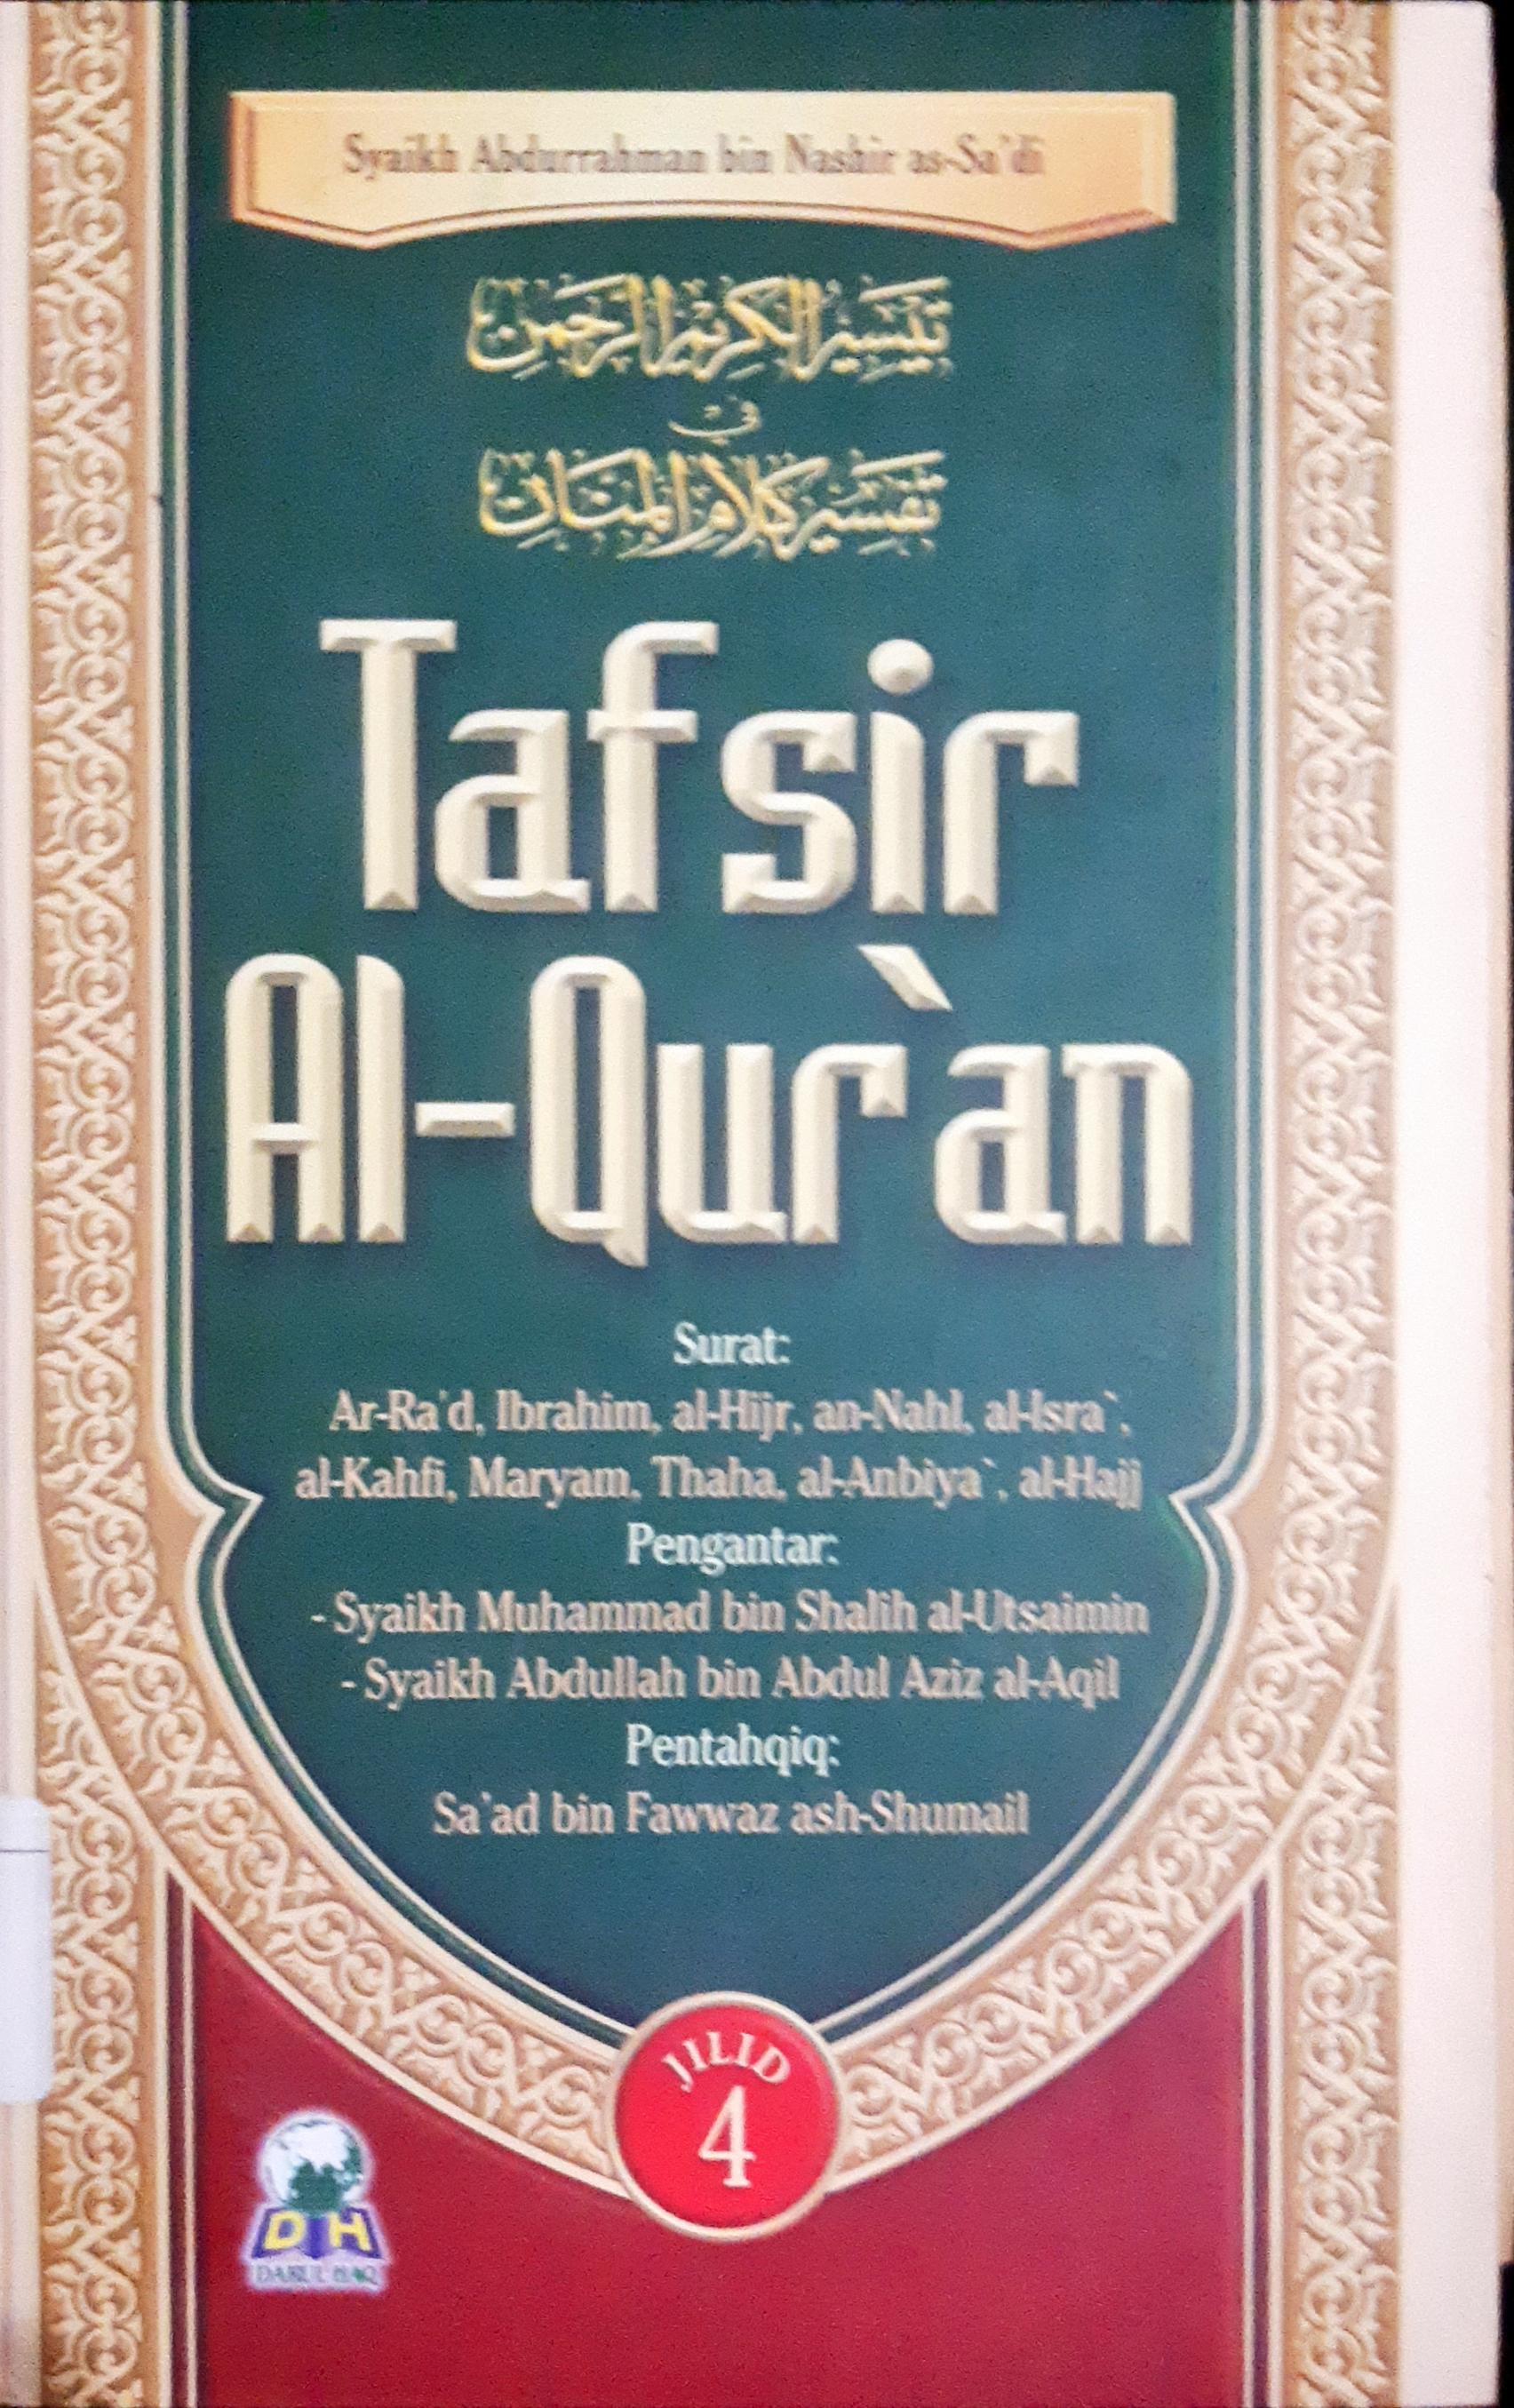 Syaikh Abdurrahman bin Nashir as-Sa'di
تيسير الكريم الرحمن
في
تفسير كلام المنان
Tafsir
Al-Qur`an
Surat:
Ar-Ra'd, Ibrahim, al-Hijr, an-Nahl, al-Isra`,
al-Kahfi, Maryam, Thaha, al-Anbiya`, al-Hajj
Pengantar:
- Syaikh Muhammad bin Shalih al-Utsaimin
- Syaikh Abdullah bin Abdul Aziz al-Aqil
Pentahqiq:
Sa'ad bin Fawwaz ash-Shumail
JILID
4
DH
DARUL HAQ